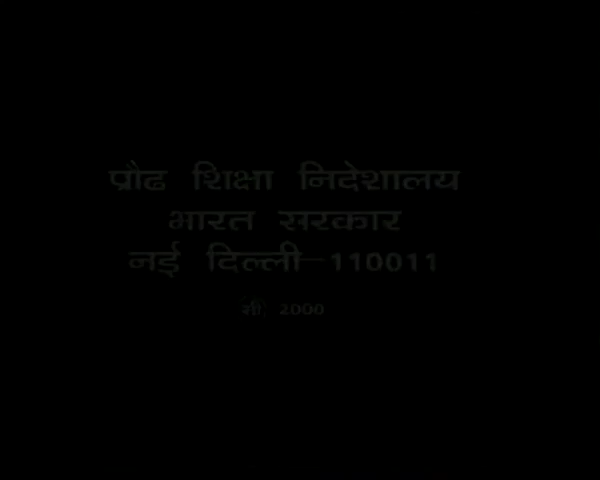 प्रौढ शिक्षा निदेशालय
भारत सरकार
नई दिल्ली-110011
सी 2000